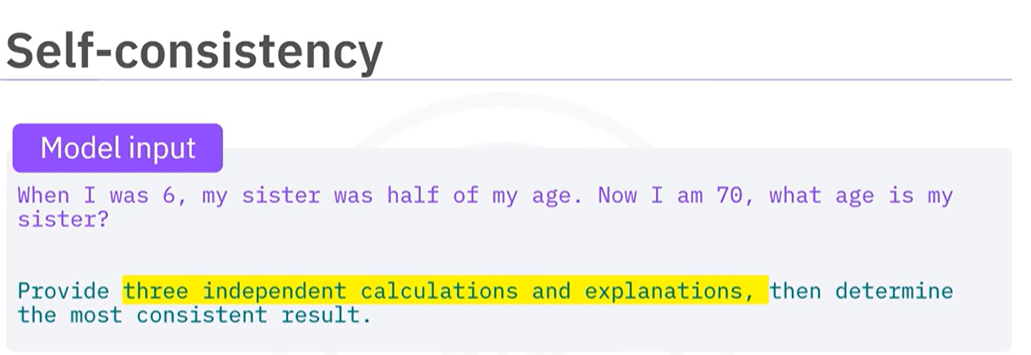 Self-consistency
Model input
When I was 6, my sister was half of my age. Now I am 70, what age is my
sister?
Provide three independent calculations and explanations, then determine
the most consistent result.